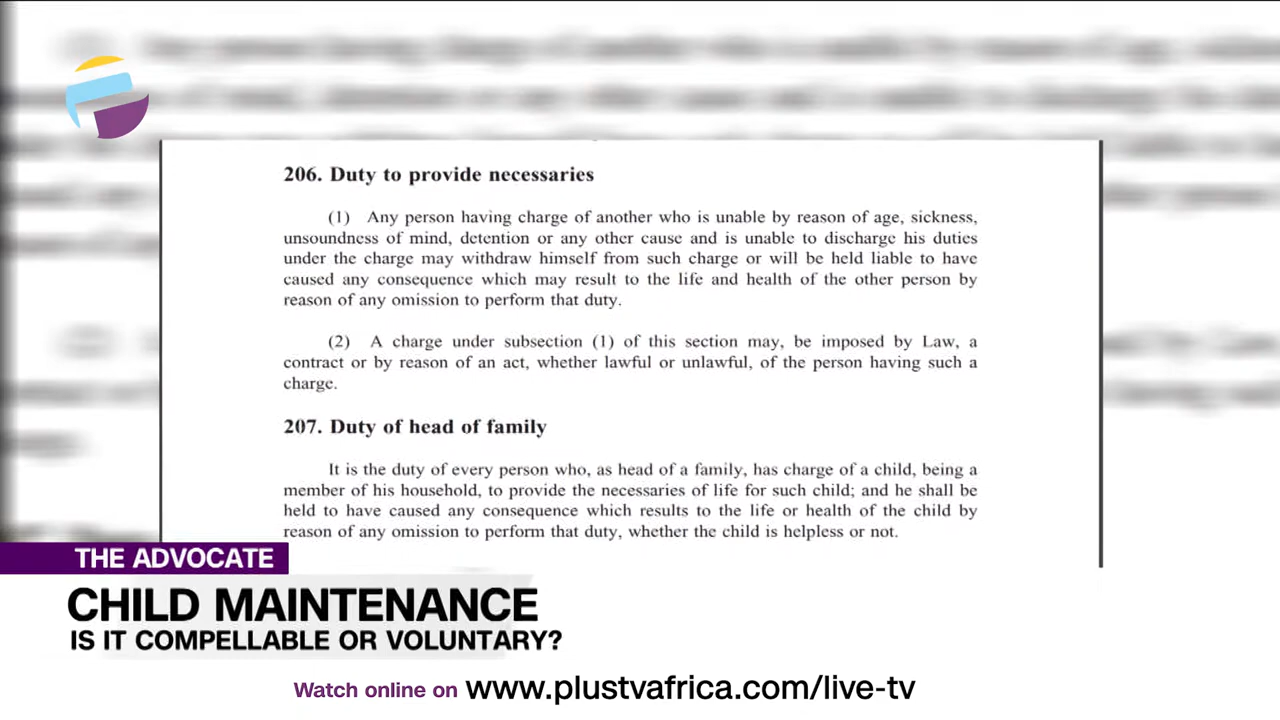 206. Duty to provide necessaries
(1) Any person having charge of another who is unable by reason of age, sickness,
unsoundness of mind, detention or any other cause and is unable to discharge his duties
under the charge may withdraw himself from such charge or will be held liable to have
caused any consequence which may result to the life and health of the other person by
reason of any omission to perform that duty.
(2) A charge under subsection (1) of this section may, be imposed by Law, a
contract or by reason of an act, whether lawful or unlawful, of the person having such a
charge.
207. Duty of head of family
It is the duty of every person who, as head of a family, has charge of a child, being a
member of his household, to provide the necessaries of life for such child; and he shall be
held to have caused any consequence which results to the life or health of the child by
reason of any omission to perform that duty, whether the child is helpless or not.
THE ADVOCATE
CHILD MAINTENANCE
IS IT COMPELLABLE OR VOLUNTARY?
Watch online on www.plustvafrica.com/live-tv